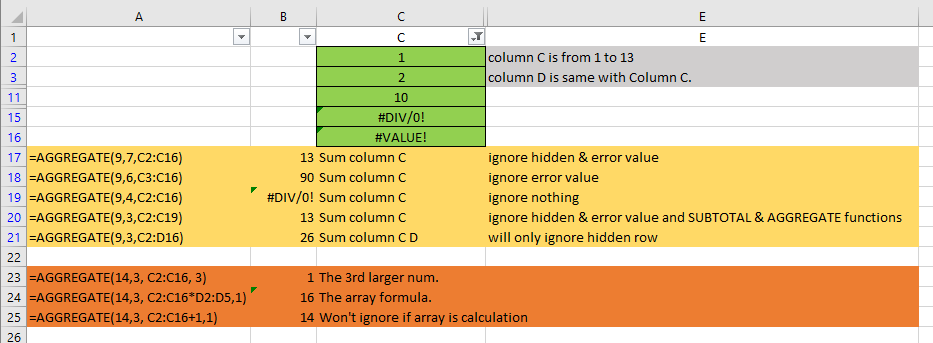 A B C E
1 C E
2 1 column C is from 1 to 13
3 2 column D is same with Column C.
11 10
15 #DIV/0!
16 #VALUE!
17 =AGGREGATE(9,7,C2:C16) 13 Sum column C ignore hidden & error value
18 =AGGREGATE(9,6,C3:C16) 90 Sum column C ignore error value
19 =AGGREGATE(9,4,C2:C16) #DIV/0! Sum column C ignore nothing
20 =AGGREGATE(9,3,C2:C19) 13 Sum column C ignore hidden & error value and SUBTOTAL & AGGREGATE functions
21 =AGGREGATE(9,3,C2:D16) 26 Sum column C D will only ignore hidden row
22
23 =AGGREGATE(14,3, C2:C16, 3) 1 The 3rd larger num.
24 =AGGREGATE(14,3, C2:C16*D2:D5,1) 16 The array formula.
25 =AGGREGATE(14,3, C2:C16+1,1) 14 Won't ignore if array is calculation
26